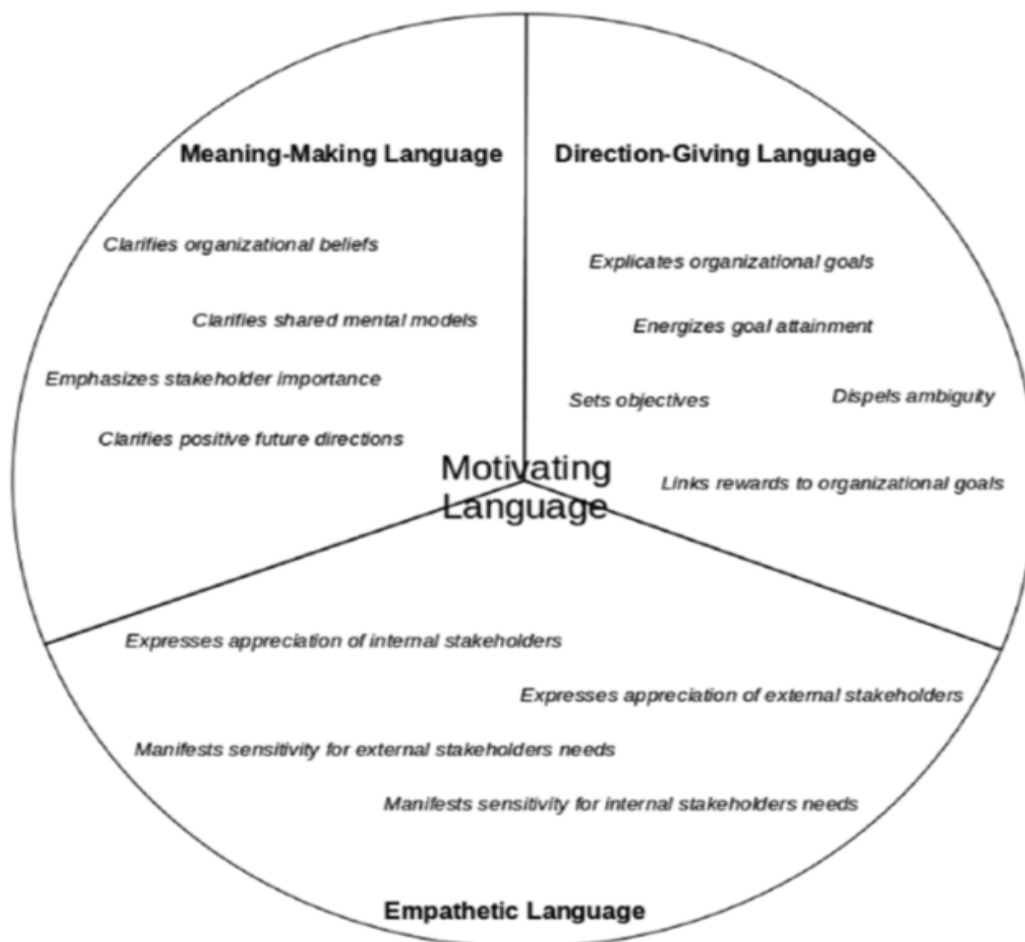 Meaning-Making Language
Clarifies organizational beliefs
Clarifies shared mental models
Emphasizes stakeholder importance
Clarifies positive future directions
Direction-Giving Language
Explicates organizational goals
Energizes goal attainment
Sets objectives
Dispels ambiguity
Links rewards to organizational goals
Motivating
Language
Expresses appreciation of internal stakeholders
Expresses appreciation of external stakeholders
Manifests sensitivity for external stakeholders needs
Manifests sensitivity for internal stakeholders needs
Empathetic Language